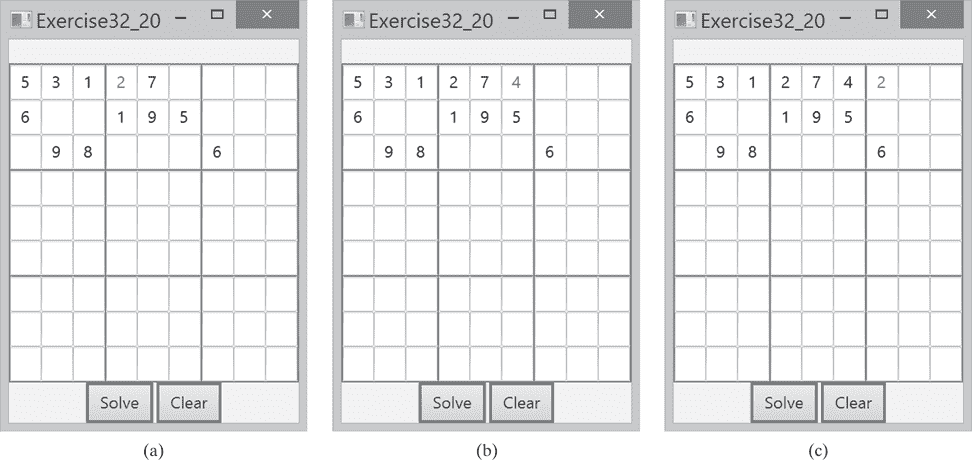 Exercise32_20
5 3 1 2 7
6 1 9 5
9 8 6
Solve Clear
(a)
Exercise32_20
5 3 1 2 7 4
6 1 9 5
9 8 6
Solve Clear
(b)
Exercise32_20
5 3 1 2 7 4 2
6 1 9 5
9 8 6
Solve Clear
(c)